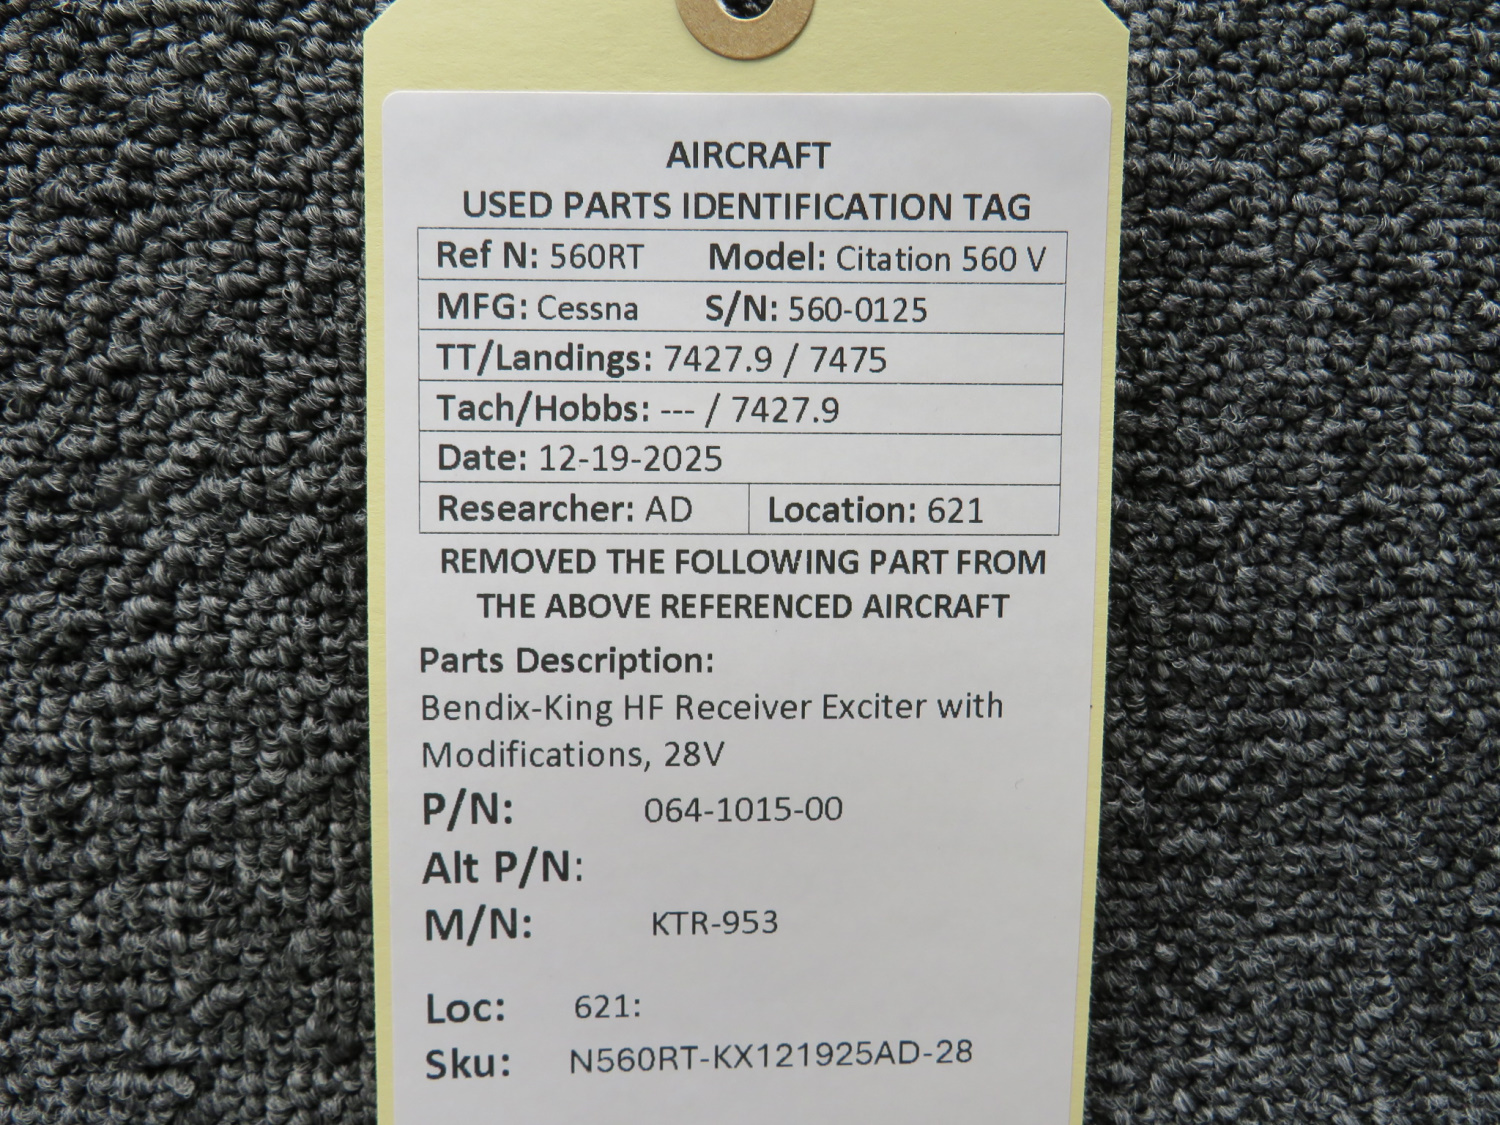 AIRCRAFT
USED PARTS IDENTIFICATION TAG
Ref N: 560RT Model: Citation 560 V
MFG: Cessna S/N: 560-0125
TT/Landings: 7427.9 / 7475
Tach/Hobbs: --- / 7427.9
Date: 12-19-2025
Researcher: AD Location: 621
REMOVED THE FOLLOWING PART FROM
THE ABOVE REFERENCED AIRCRAFT
Parts Description:
Bendix-King HF Receiver Exciter with
Modifications, 28V
P/N: 064-1015-00
Alt P/N:
M/N: KTR-953
Loc: 621:
Sku: N560RT-KX121925AD-28